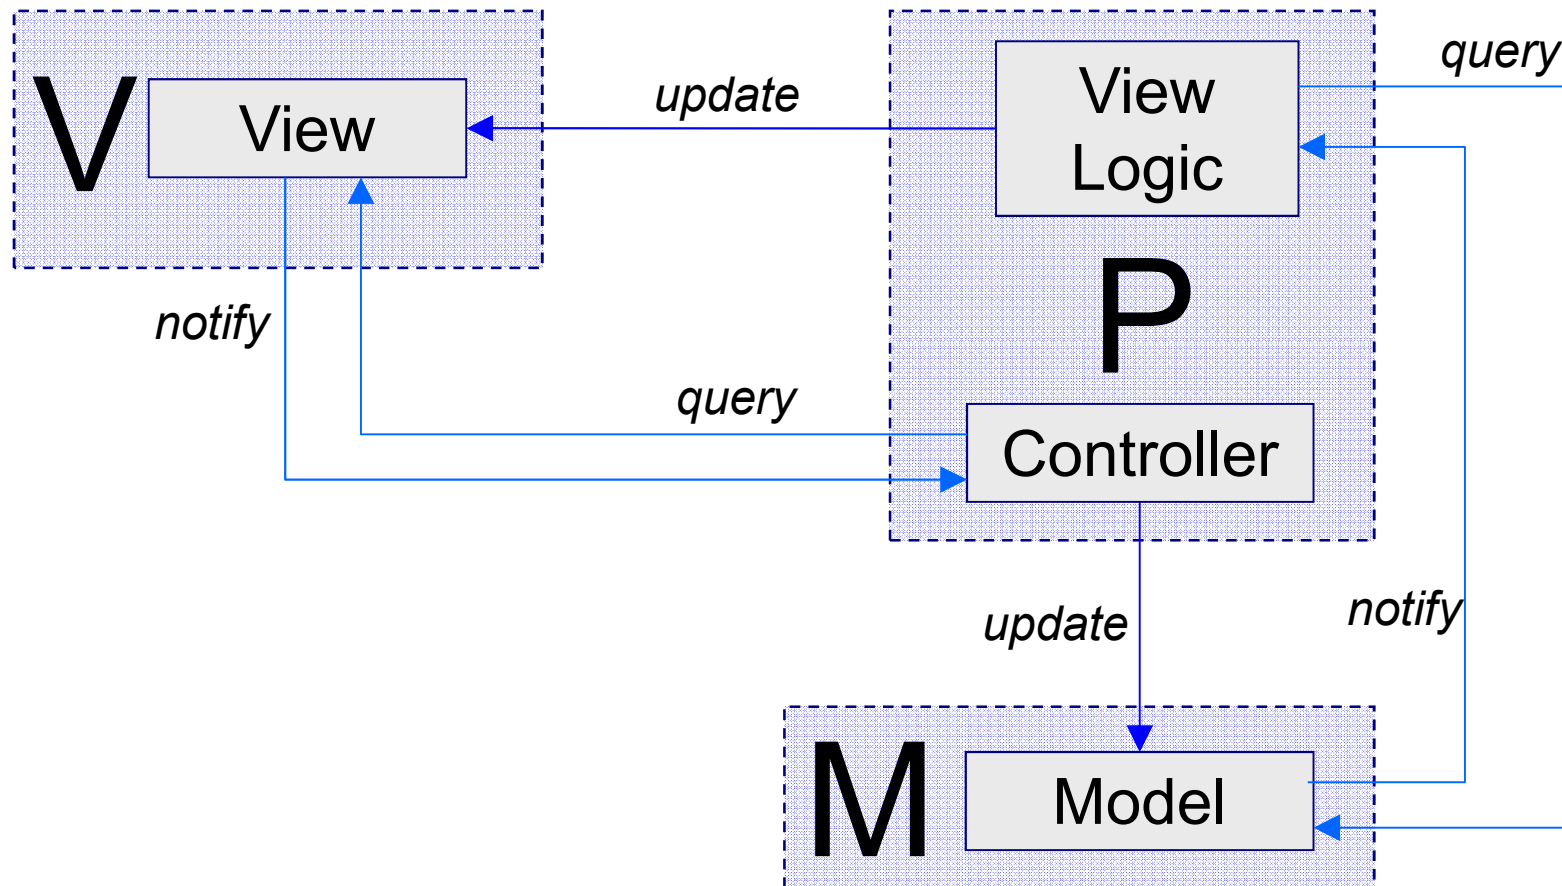 V
View
update
View
Logic
query
P
notify
query
Controller
update
notify
M
Model